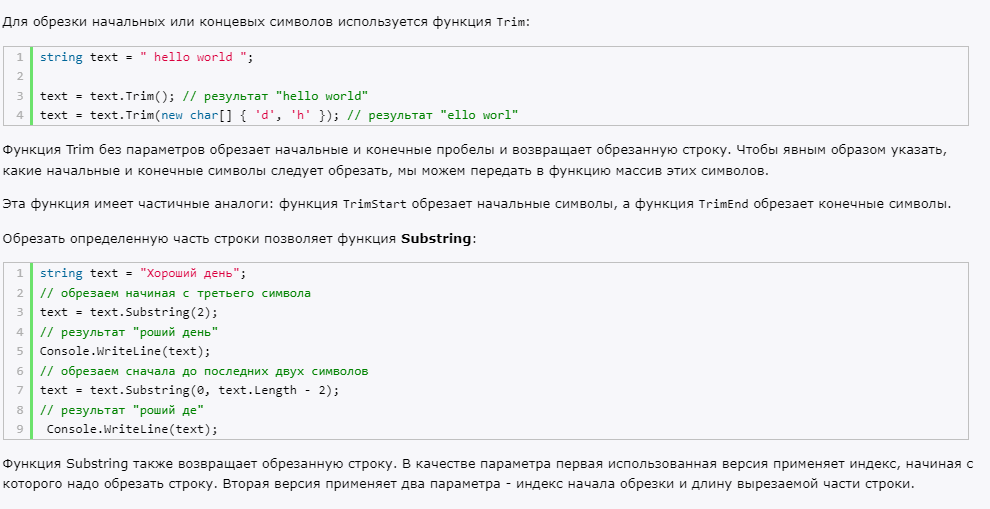 Для обрезки начальных или концевых символов используется функция Trim:
1 string text = " hello world ";
2
3 text = text.Trim(); // результат "hello world"
4 text = text.Trim(new char[] { 'd', 'h' }); // результат "ello worl"
Функция Trim без параметров обрезает начальные и конечные пробелы и возвращает обрезанную строку. Чтобы явным образом указать,
какие начальные и конечные символы следует обрезать, мы можем передать в функцию массив этих символов.
Эта функция имеет частичные аналоги: функция TrimStart обрезает начальные символы, а функция TrimEnd обрезает конечные символы.
Обрезать определенную часть строки позволяет функция Substring:
1 string text = "Хороший день";
2 // обрезаем начиная с третьего символа
3 text = text.Substring(2);
4 // результат "роший день"
5 Console.WriteLine(text);
6 // обрезаем сначала до последних двух символов
7 text = text.Substring(0, text.Length - 2);
8 // результат "роший де"
9  Console.WriteLine(text);
Функция Substring также возвращает обрезанную строку. В качестве параметра первая использованная версия применяет индекс, начиная с
которого надо обрезать строку. Вторая версия применяет два параметра - индекс начала обрезки и длину вырезаемой части строки.